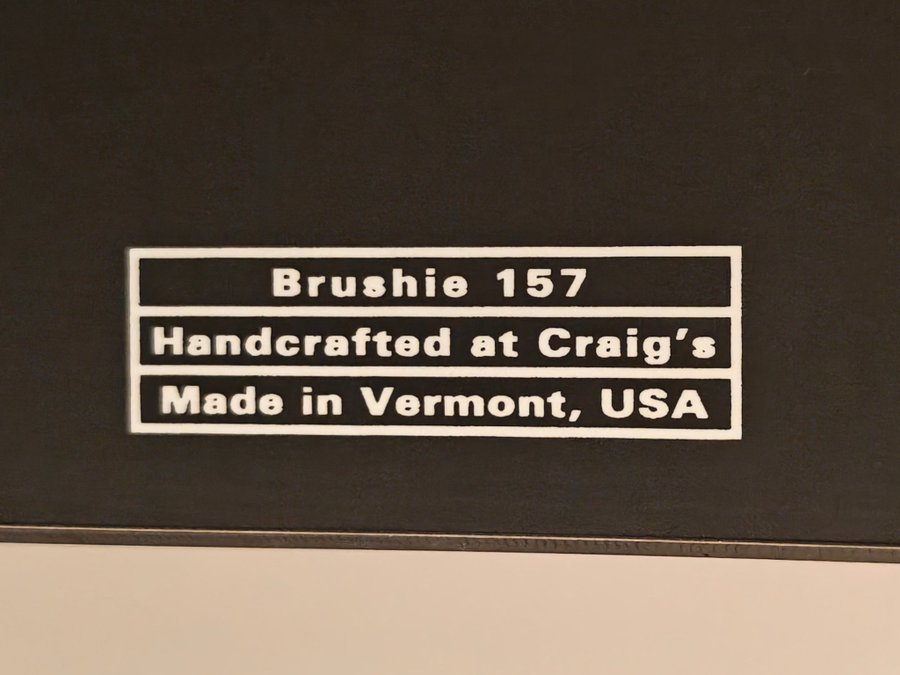 Brushie 157
Handcrafted at Craig's
Made in Vermont, USA